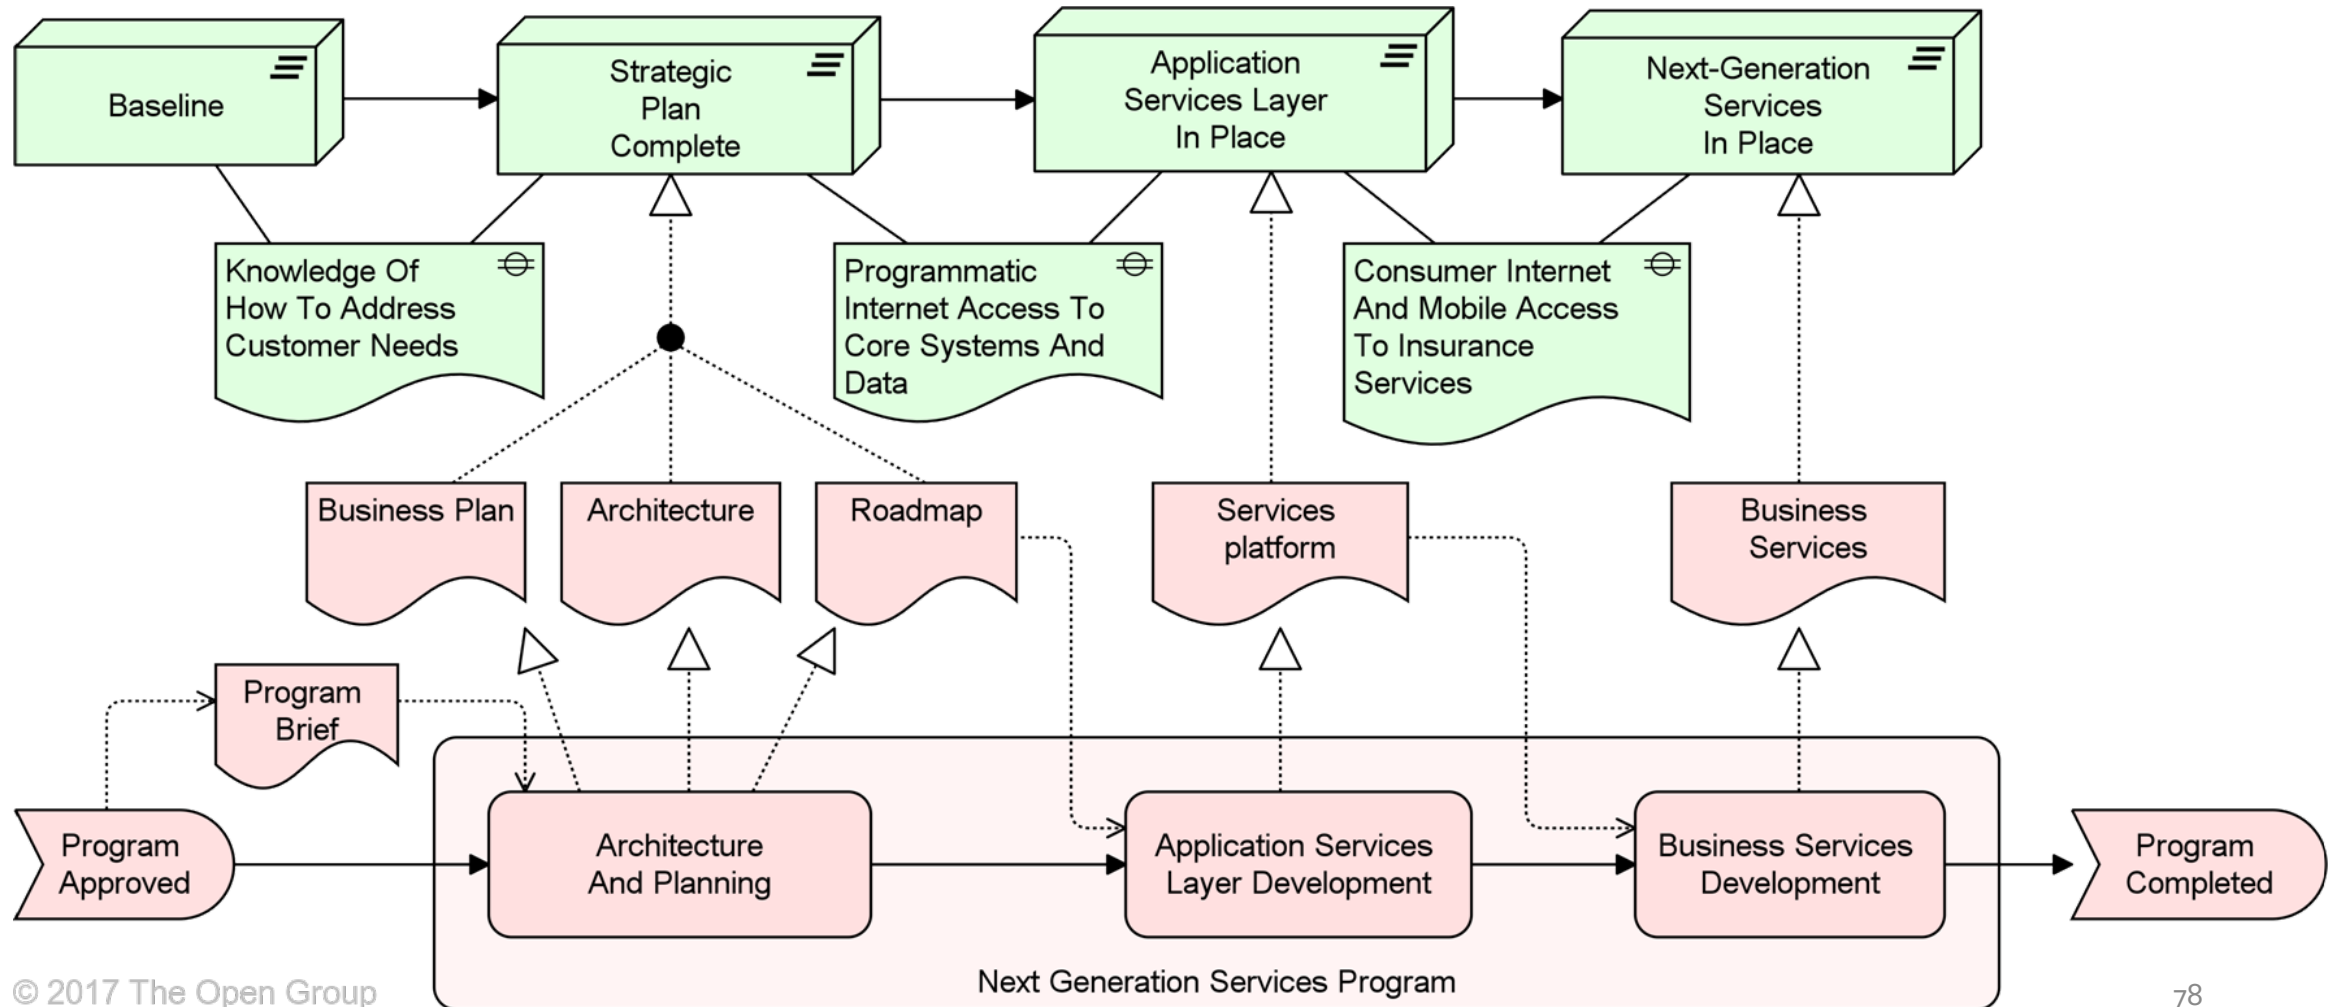 Baseline
Strategic
Plan
Complete
Application
Services Layer
In Place
Next-Generation
Services
In Place
Knowledge Of
How To Address
Customer Needs
Programmatic
Internet Access To
Core Systems And
Data
Consumer Internet
And Mobile Access
To Insurance
Services
Business Plan
Architecture
Roadmap
Services
platform
Business
Services
Program
Brief
Program
Approved
Architecture
And Planning
Application Services
Layer Development
Business Services
Development
Program
Completed
Next Generation Services Program
© 2017 The Open Group
78